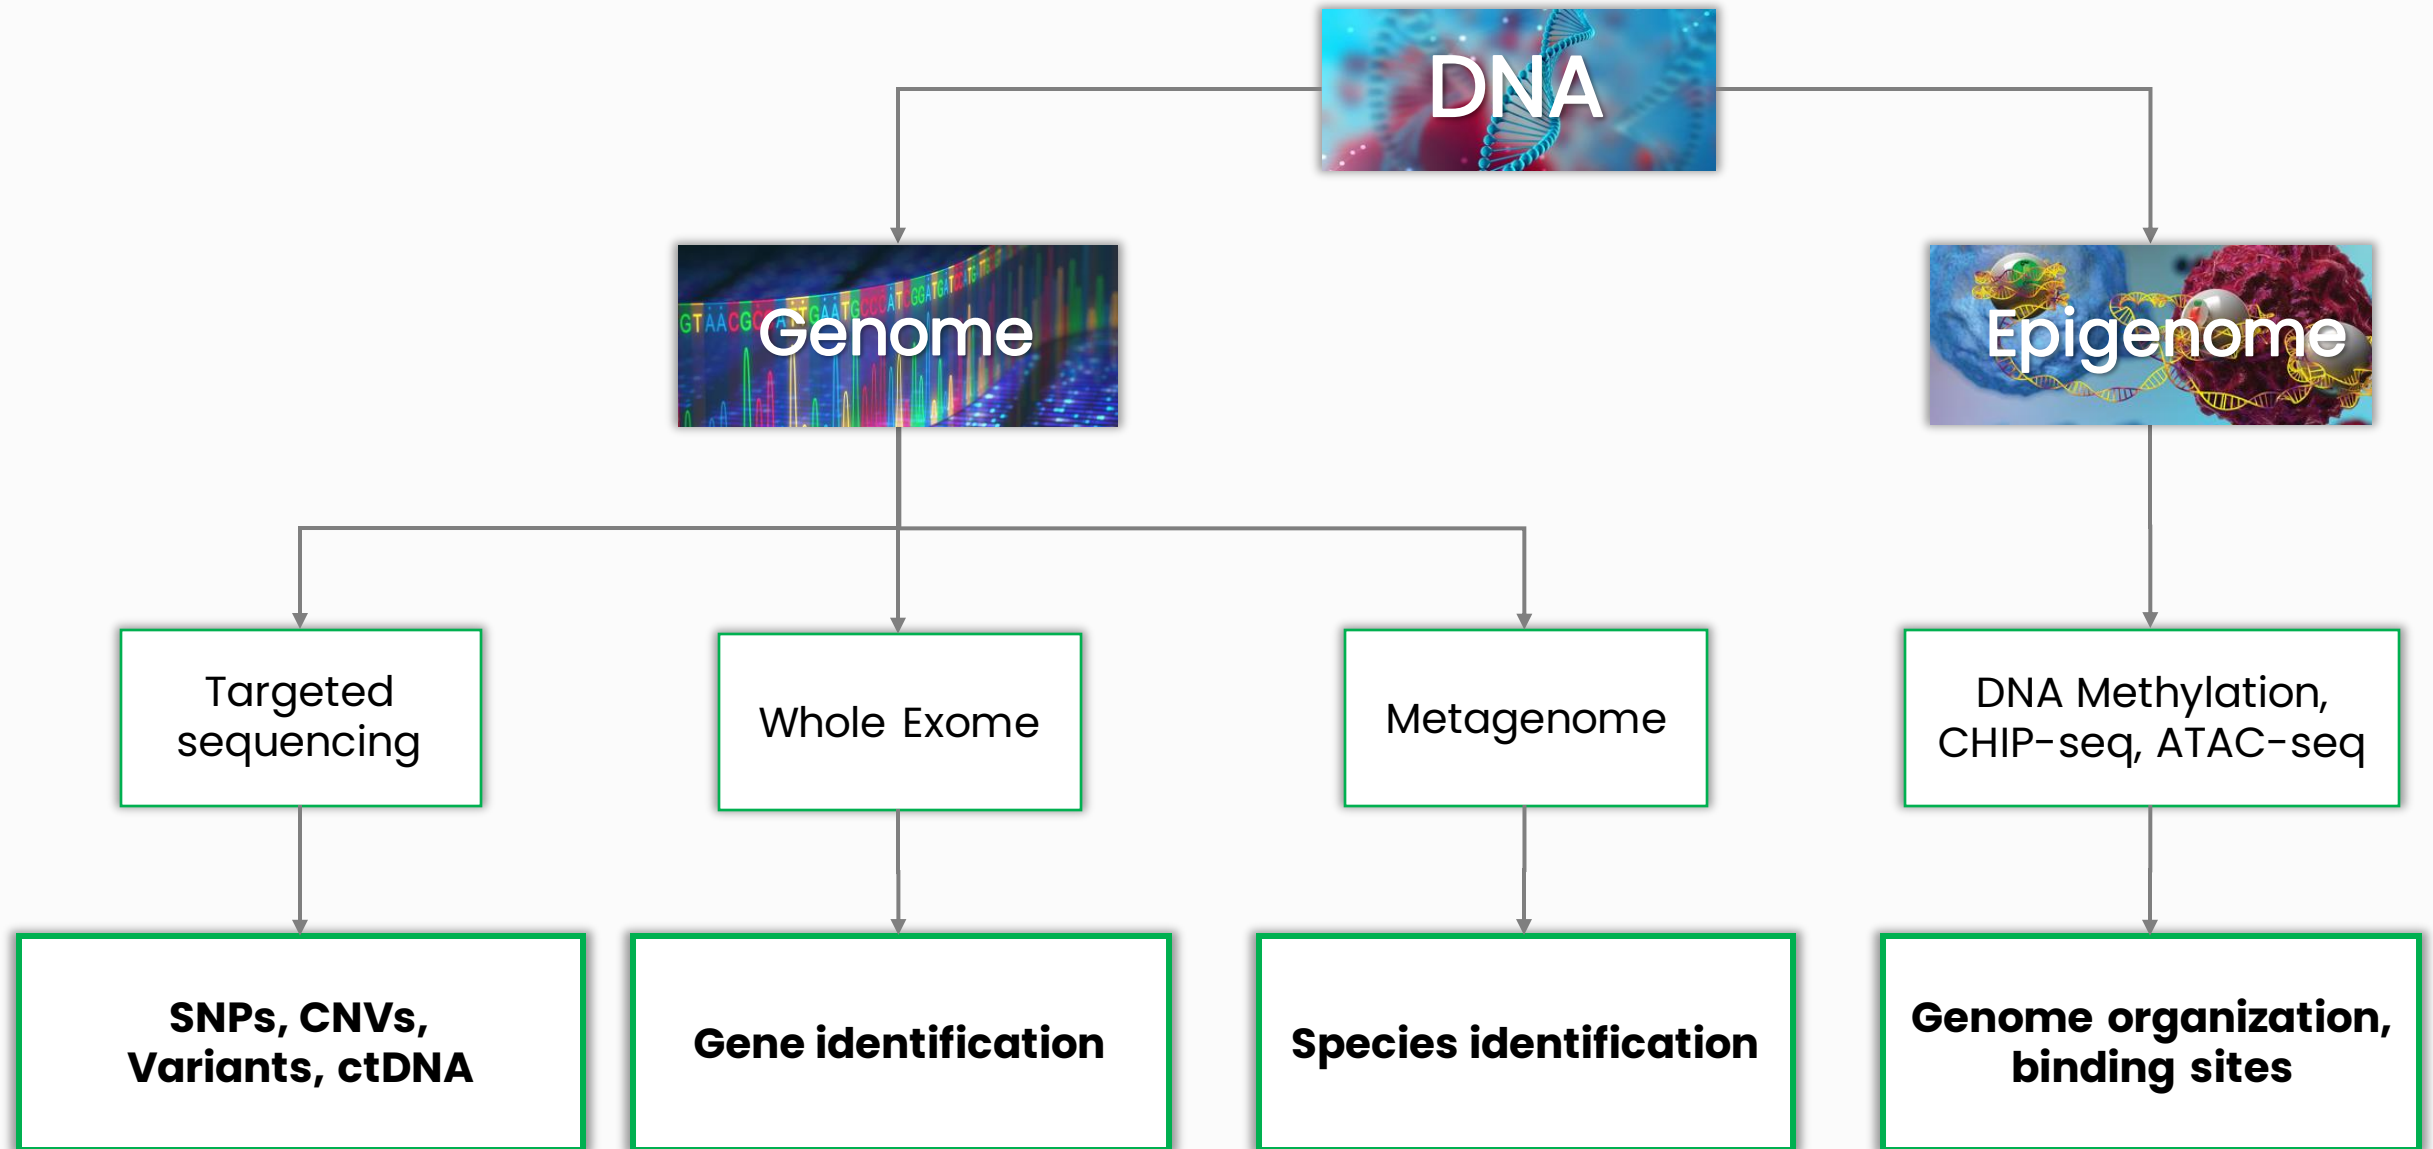 DNA
Genome
Epigenome
Targeted
sequencing
Whole Exome
Metagenome
DNA Methylation,
CHIP-seq, ATAC-seq
SNPs, CNVs,
Variants, ctDNA
Gene identification
Species identification
Genome organization,
binding sites